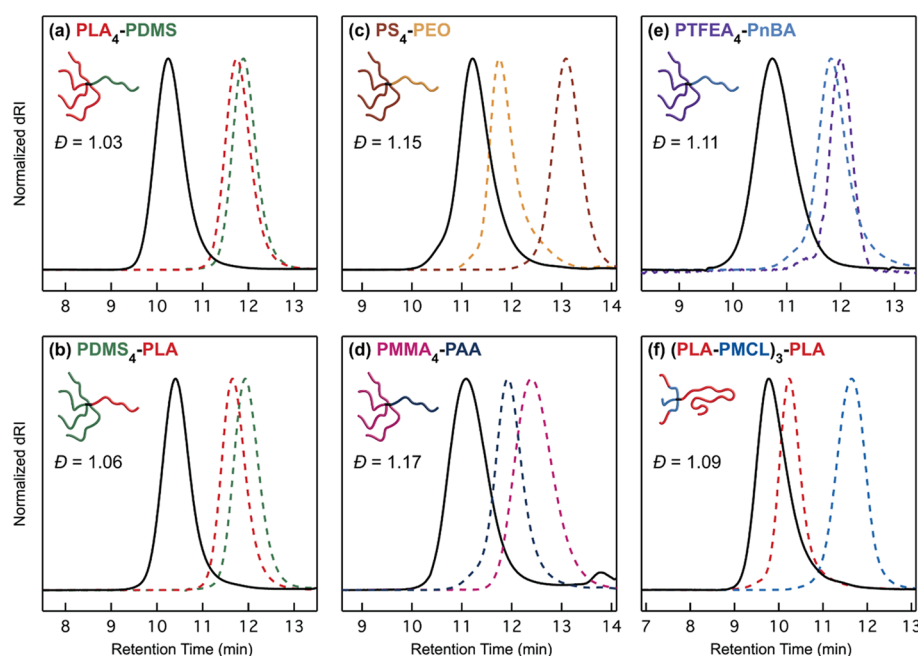 (a) PLA4-PDMS
Đ = 1.03
Normalized dRI
8 9 10 11 12 13
(c) PS4-PEO
Đ = 1.15
10 11 12 13 14
(e) PTFEA4-PnBA
Đ = 1.11
9 10 11 12 13
(b) PDMS4-PLA
Đ = 1.06
Normalized dRI
8 9 10 11 12 13
Retention Time (min)
(d) PMMA4-PAA
Đ = 1.17
9 10 11 12 13 14
Retention Time (min)
(f) (PLA-PMCL)3-PLA
Đ = 1.09
7 8 9 10 11 12 13
Retention Time (min)